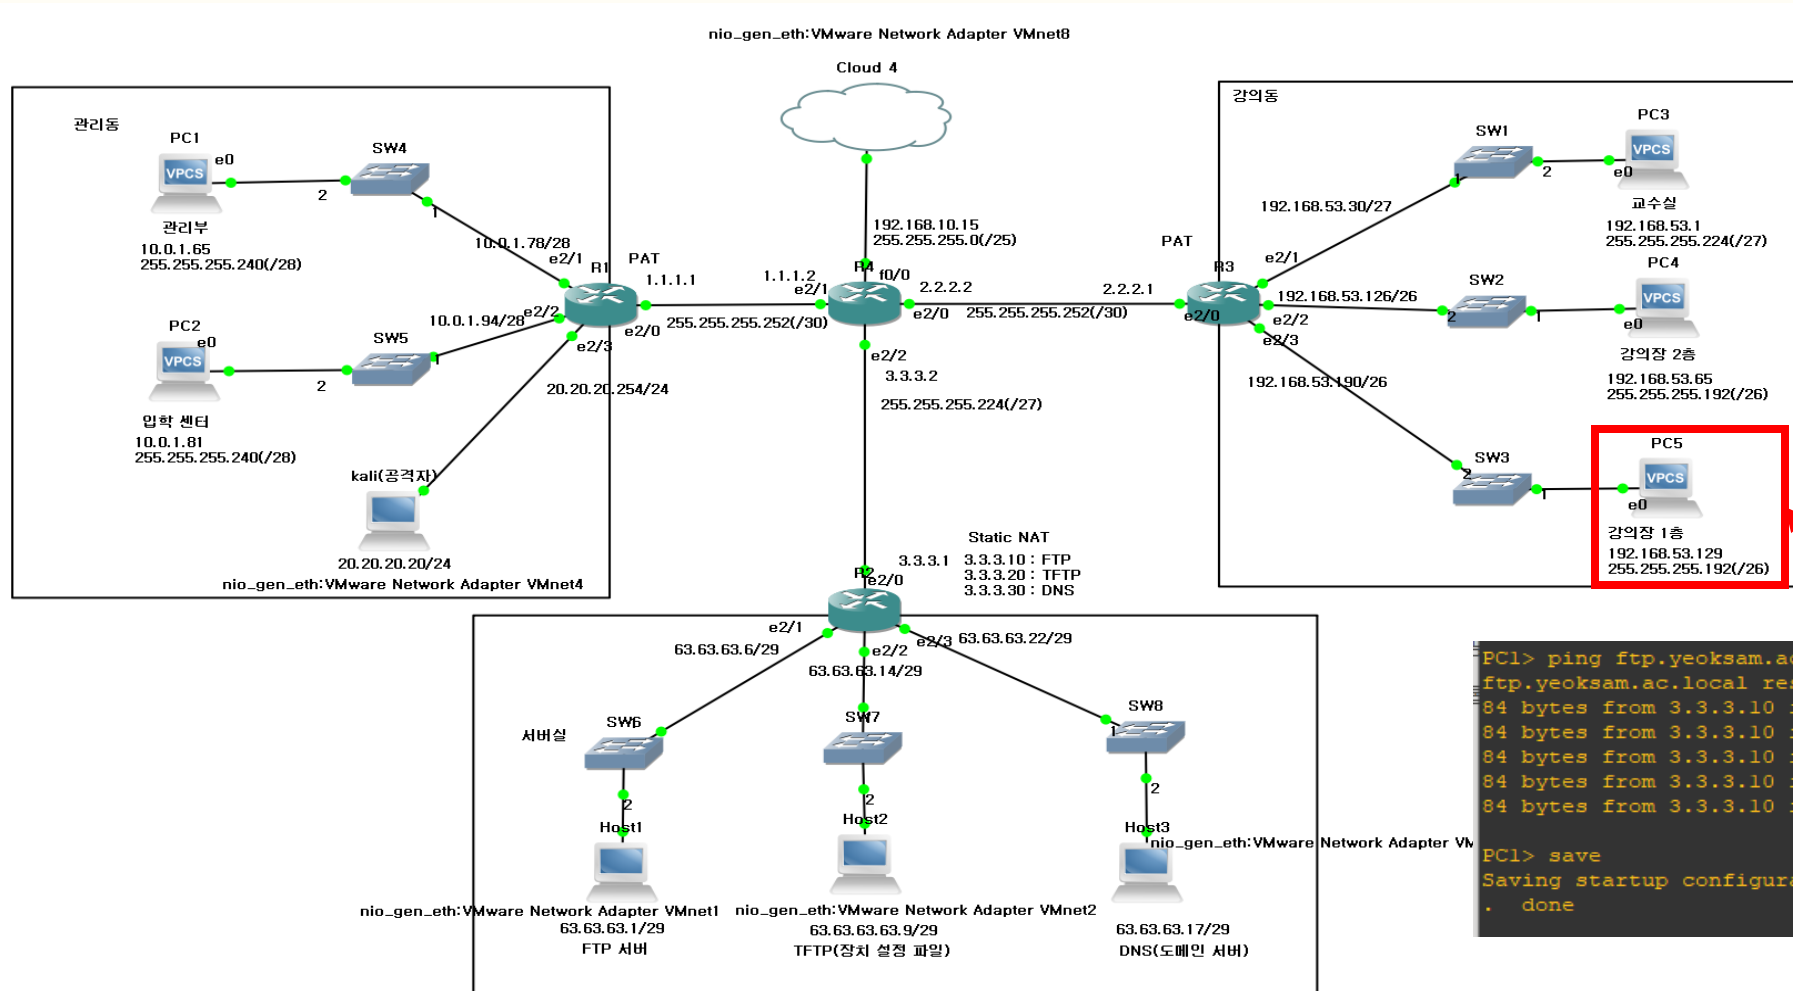 nio_gen_eth:VMware Network Adapter VMnet8
Cloud 4
관리동
PC1
e0
VPCS
2
SW4
1
관리부
10.0.1.65
255.255.255.240(/28)
10.0.1.78/28
e2/1
R1
PAT
1.1.1.1
PC2
e0
VPCS
2
SW5
1
10.0.1.94/28
e2/2
e2/0
e2/3
255.255.255.252(/30)
20.20.20.254/24
입학 센터
10.0.1.81
255.255.255.240(/28)
kali(공격자)
20.20.20.20/24
nio_gen_eth:VMware Network Adapter VMnet4
192.168.10.15
255.255.255.0(/25)
1.1.1.2
e2/1
R4
f0/0
2.2.2.2
e2/0
255.255.255.252(/30)
e2/2
3.3.3.2
255.255.255.224(/27)
강의동
PAT
2.2.2.1
R3
e2/0
e2/1
e2/2
e2/3
192.168.53.30/27
SW1
1
2
PC3
VPCS
e0
교수실
192.168.53.1
255.255.255.224(/27)
192.168.53.126/26
SW2
2
1
PC4
VPCS
e0
강의장 2층
192.168.53.65
255.255.255.192(/26)
192.168.53.190/26
SW3
2
1
PC5
VPCS
e0
강의장 1층
192.168.53.129
255.255.255.192(/26)
Static NAT
3.3.3.1
3.3.3.10 : FTP
3.3.3.20 : TFTP
3.3.3.30 : DNS
R2
e2/0
e2/1
63.63.63.6/29
e2/2
63.63.63.14/29
e2/3
63.63.63.22/29
서버실
SW6
2
Host1
nio_gen_eth:VMware Network Adapter VMnet1
63.63.63.1/29
FTP 서버
SW7
2
Host2
nio_gen_eth:VMware Network Adapter VMnet2
63.63.63.63.9/29
TFTP(장치 설정 파일)
SW8
1
2
Host3
nio_gen_eth:VMware Network Adapter VM
63.63.63.17/29
DNS(도메인 서버)
PC1> ping ftp.yeoksam.ac
ftp.yeoksam.ac.local res
84 bytes from 3.3.3.10
84 bytes from 3.3.3.10
84 bytes from 3.3.3.10
84 bytes from 3.3.3.10
84 bytes from 3.3.3.10
PC1> save
Saving startup configura
. done